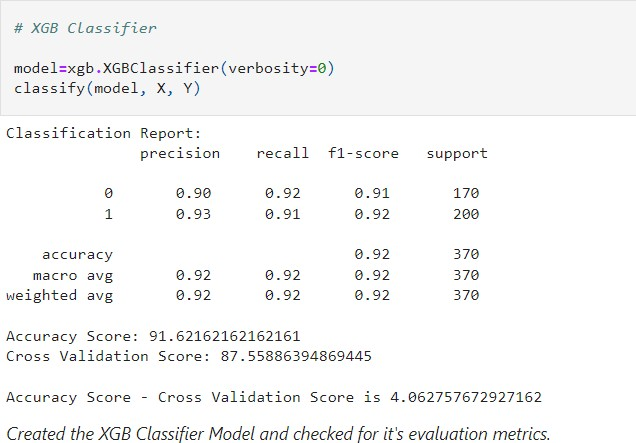 # XGB Classifier
model=xgb.XGBClassifier(verbosity=0)
classify(model, X, Y)
Classification Report:
precision recall f1-score support
0 0.90 0.92 0.91 170
1 0.93 0.91 0.92 200
accuracy 0.92 370
macro avg 0.92 0.92 0.92 370
weighted avg 0.92 0.92 0.92 370
Accuracy Score: 91.62162162162161
Cross Validation Score: 87.55886394869445
Accuracy Score - Cross Validation Score is 4.062757672927162
Created the XGB Classifier Model and checked for it's evaluation metrics.